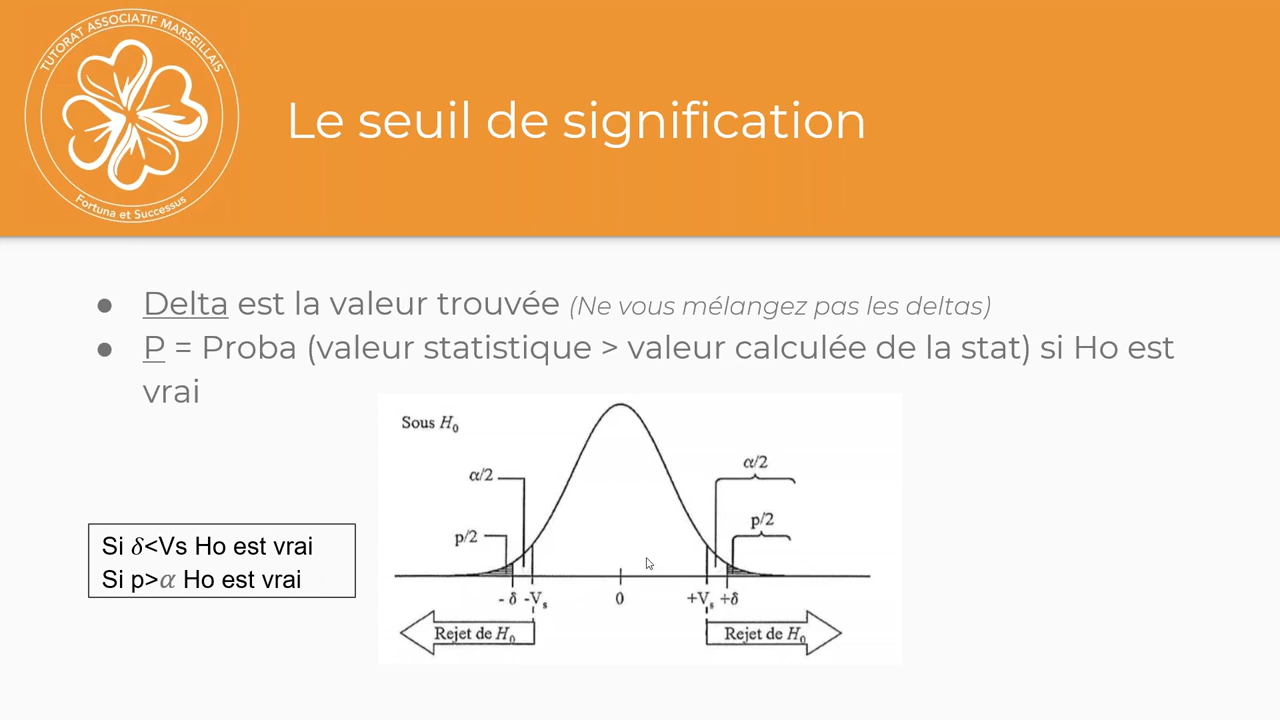 TUTORAT ASSOCIATIF MARSEILLAIS
Fortuna et Successus
Le seuil de signification
● Delta est la valeur trouvée (Ne vous mélangez pas les deltas)
● P = Proba (valeur statistique > valeur calculée de la stat) si Ho est
vrai
Sous H₀
α/2
α/2
p/2
p/2
Si δ<Vs Ho est vrai
Si p>α Ho est vrai
- δ -Vₛ 0 +Vₛ +δ
Rejet de H₀ Rejet de H₀